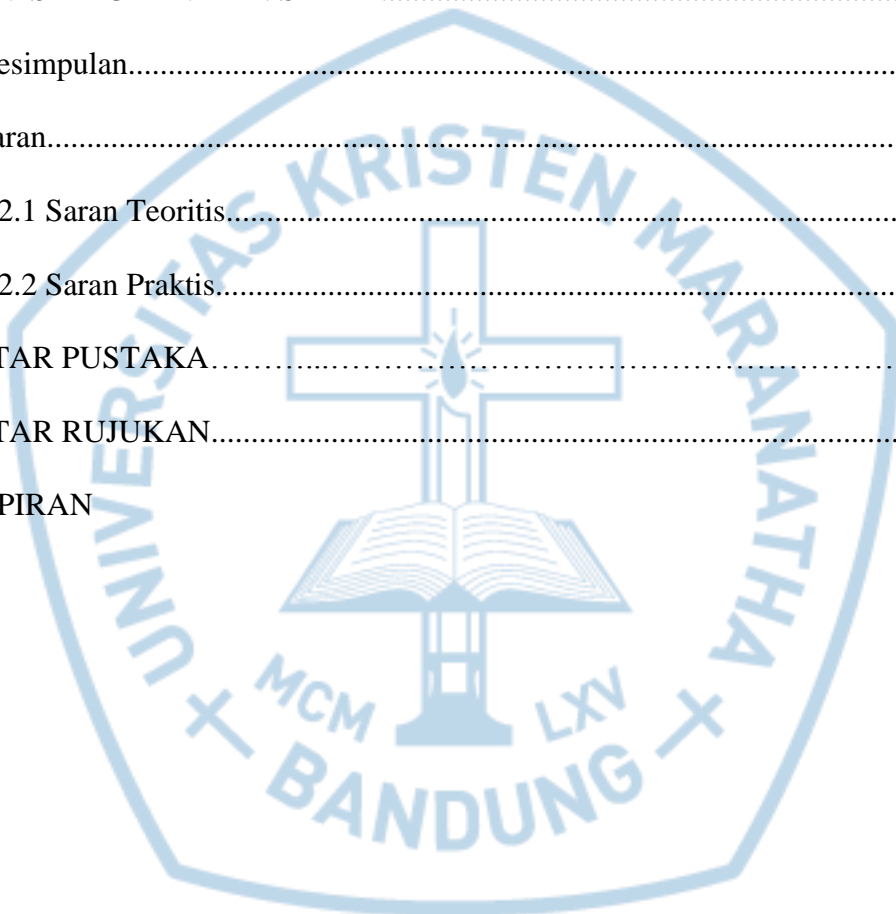 esimpulan
aran
2.1 Saran Teoritis
2.2 Saran Praktis
TAR PUSTAKA
TAR RUJUKAN
PIRAN
UNIVERSITAS KRISTEN MARANATHA
MCM LXV
BANDUNG